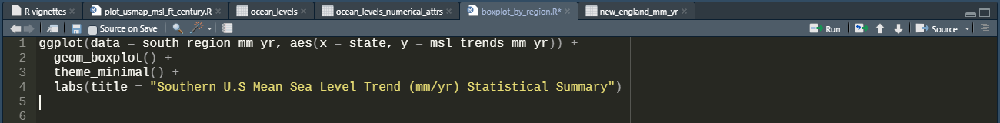 R vignettes × plot_usmap_msl_ft_century.R × ocean_levels × ocean_levels_numerical_attrs × boxplot_by_region.R* × new_england_mm_yr ×
Source on Save Run Source
1 ggplot(data = south_region_mm_yr, aes(x = state, y = msl_trends_mm_yr)) +
2 geom_boxplot() +
3 theme_minimal() +
4 labs(title = "Southern U.S Mean Sea Level Trend (mm/yr) Statistical Summary")
5
6